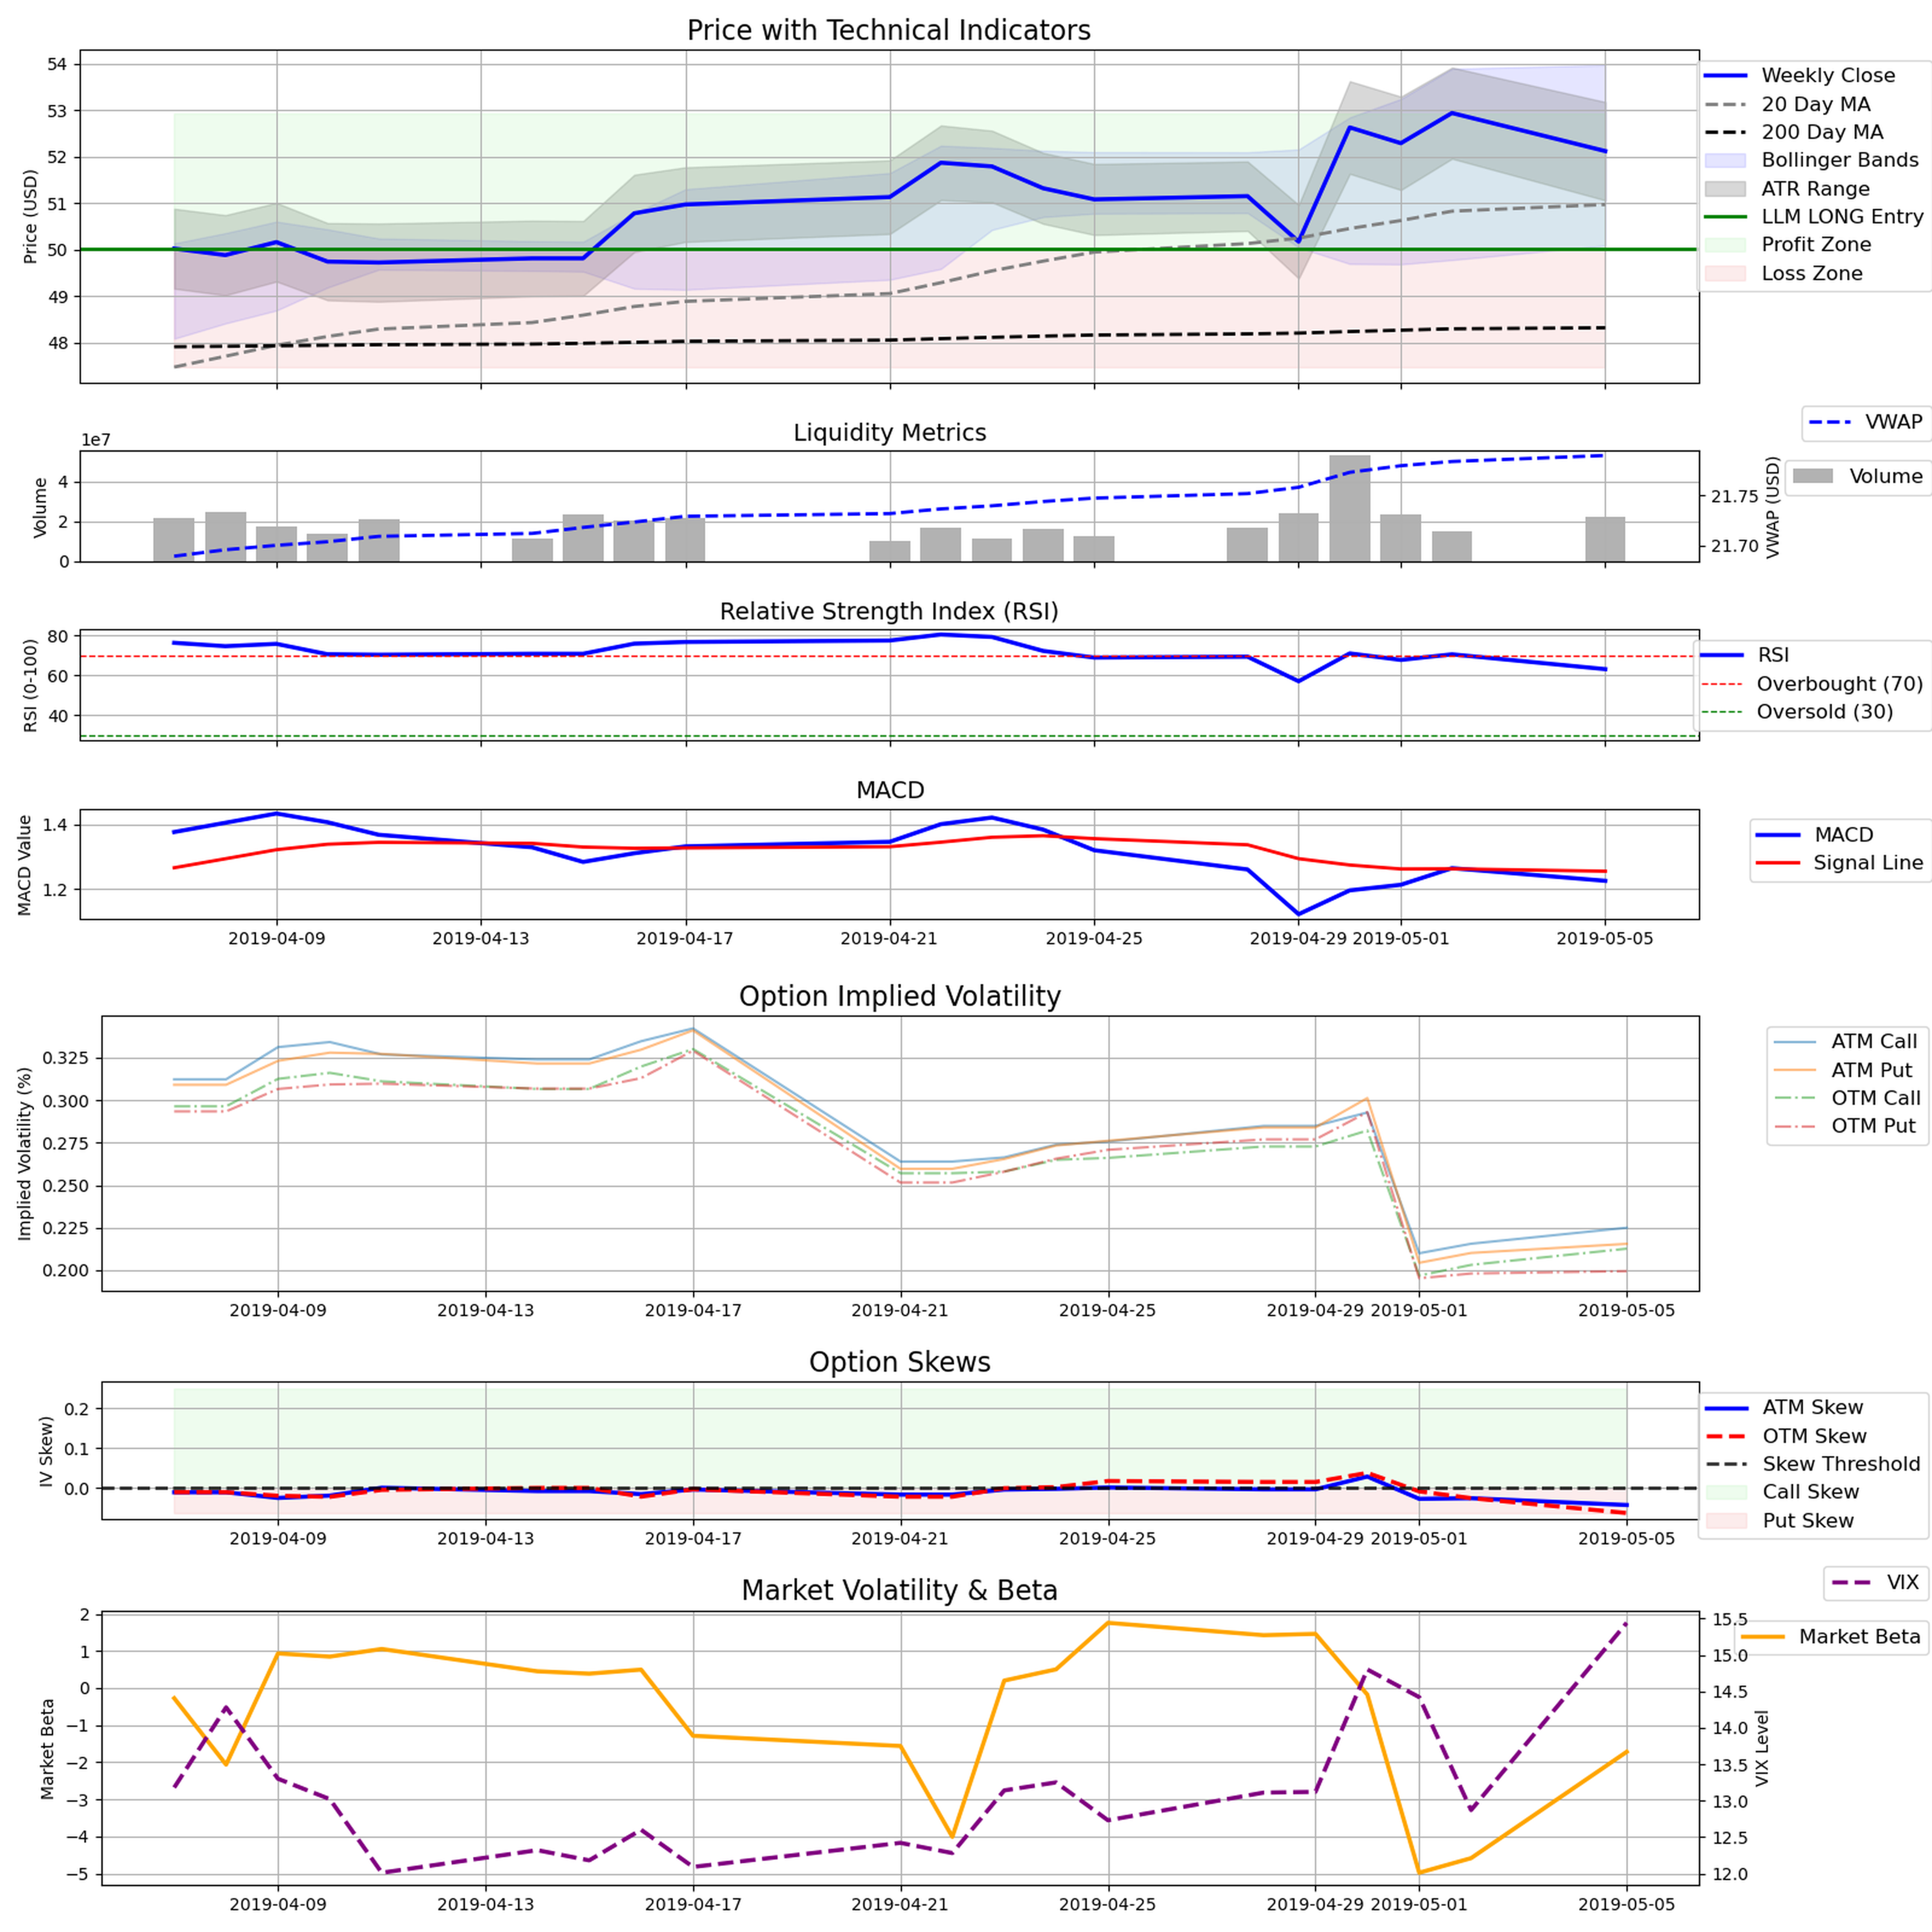 Price with Technical Indicators
Price (USD)
54
53
52
51
50
49
48
Weekly Close
20 Day MA
200 Day MA
Bollinger Bands
ATR Range
LLM LONG Entry
Profit Zone
Loss Zone
Liquidity Metrics
1e7
Volume
4
2
0
21.75
21.70
VWAP (USD)
VWAP
Volume
Relative Strength Index (RSI)
RSI (0-100)
80
60
40
RSI
Overbought (70)
Oversold (30)
MACD
MACD Value
1.4
1.2
MACD
Signal Line
2019-04-09 2019-04-13 2019-04-17 2019-04-21 2019-04-25 2019-04-29 2019-05-01 2019-05-05
Option Implied Volatility
Implied Volatility (%)
0.325
0.300
0.275
0.250
0.225
0.200
ATM Call
ATM Put
OTM Call
OTM Put
2019-04-09 2019-04-13 2019-04-17 2019-04-21 2019-04-25 2019-04-29 2019-05-01 2019-05-05
Option Skews
IV Skew)
0.2
0.1
0.0
ATM Skew
OTM Skew
Skew Threshold
Call Skew
Put Skew
2019-04-09 2019-04-13 2019-04-17 2019-04-21 2019-04-25 2019-04-29 2019-05-01 2019-05-05
Market Volatility & Beta
Market Beta
2
1
0
−1
−2
−3
−4
−5
15.5
15.0
14.5
14.0
13.5
13.0
12.5
12.0
VIX Level
VIX
Market Beta
2019-04-09 2019-04-13 2019-04-17 2019-04-21 2019-04-25 2019-04-29 2019-05-01 2019-05-05